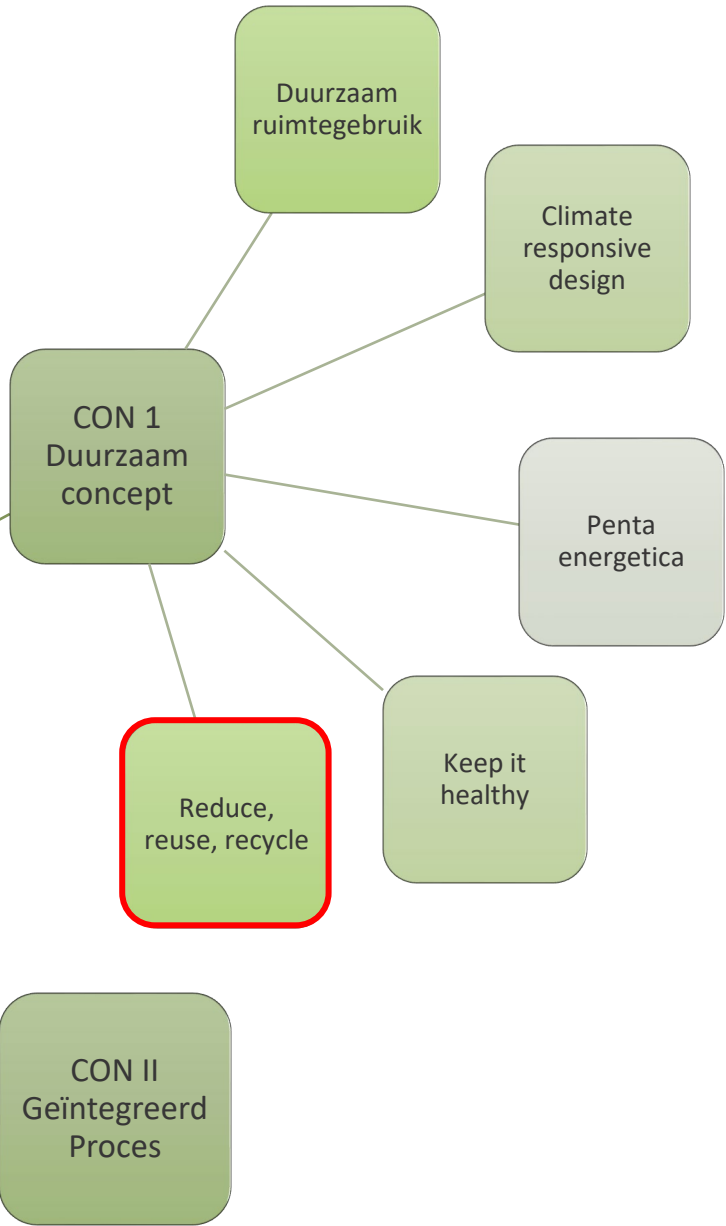 Duurzaam
ruimtegebruik
Climate
responsive
design
CON 1
Duurzaam
concept
Penta
energetica
Keep it
healthy
Reduce,
reuse, recycle
CON II
Geïntegreerd
Proces